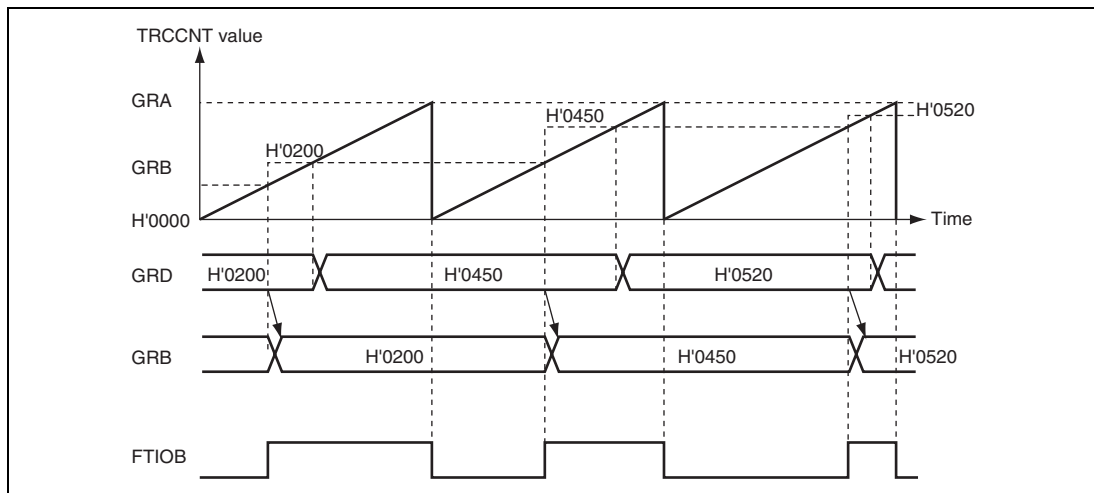 TRCCNT value
GRA
H'0450
H'0520
H'0200
GRB
H'0000
Time
H'0200
GRD
H'0450
H'0520
GRB
H'0200
H'0450
H'0520
FTIOB